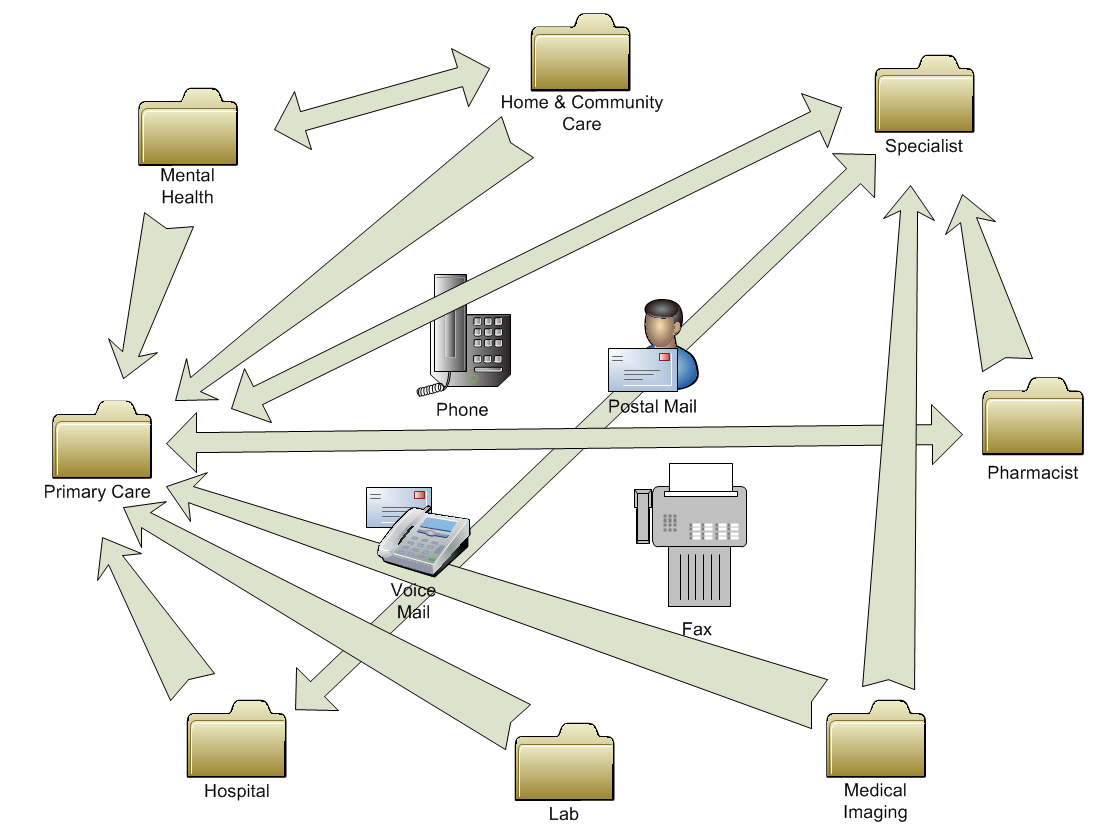 Home & Community
Care
Specialist
Mental
Health
Phone
Postal Mail
Pharmacist
Primary Care
Voice
Mail
Fax
Hospital
Lab
Medical
Imaging